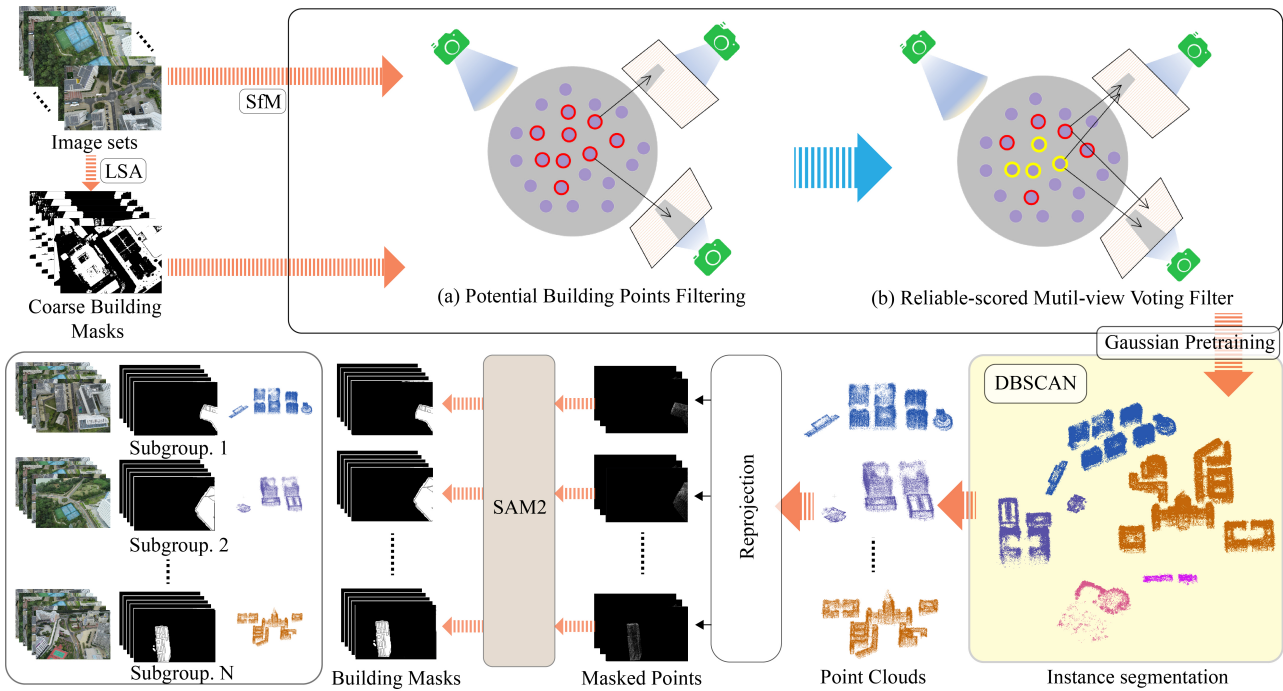 Image sets
SfM
LSA
Coarse Building
Masks
(a) Potential Building Points Filtering
(b) Reliable-scored Mutil-view Voting Filter
Gaussian Pretraining
DBSCAN
Instance segmentation
Point Clouds
Reprojection
Masked Points
SAM2
Building Masks
Subgroup. 1
Subgroup. 2
Subgroup. N